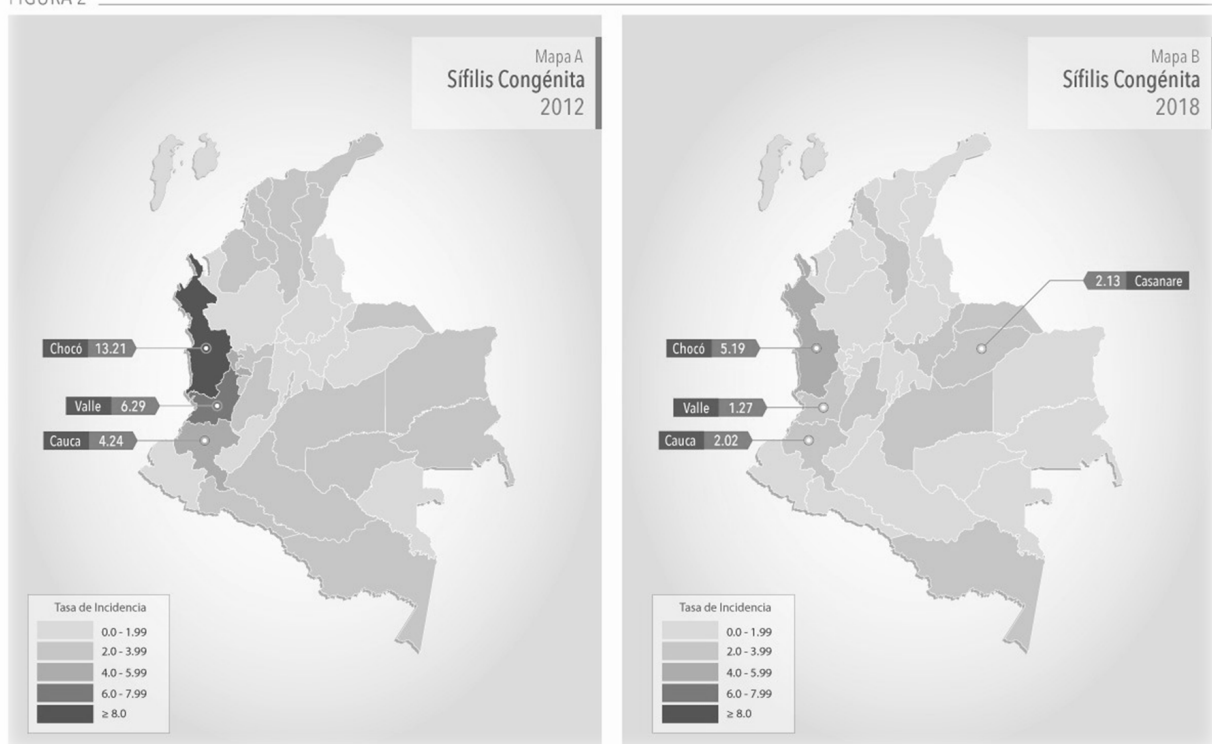 FIGURA 2
Mapa A
Sífilis Congénita
2012
Chocó 13.21
Valle 6.29
Cauca 4.24
Tasa de Incidencia
0.0 - 1.99
2.0 - 3.99
4.0 - 5.99
6.0 - 7.99
≥ 8.0
Mapa B
Sífilis Congénita
2018
2.13 Casanare
Chocó 5.19
Valle 1.27
Cauca 2.02
Tasa de Incidencia
0.0 - 1.99
2.0 - 3.99
4.0 - 5.99
6.0 - 7.99
≥ 8.0